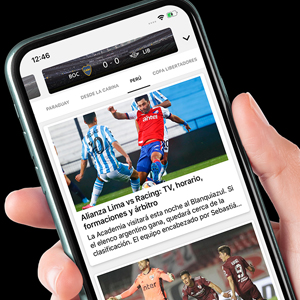 12:46
BOC 0 : 0 LIB
PARAGUAY DESDE LA CABINA PERÚ COPA LIBERTADORES
Alianza Lima vs Racing: TV, horario,
formaciones y árbitro
La Academia visitará esta noche al Blanquiazul. Si
el elenco argentino gana, quedará cerca de la
clasificación. El equipo encabezado por Sebastiá...